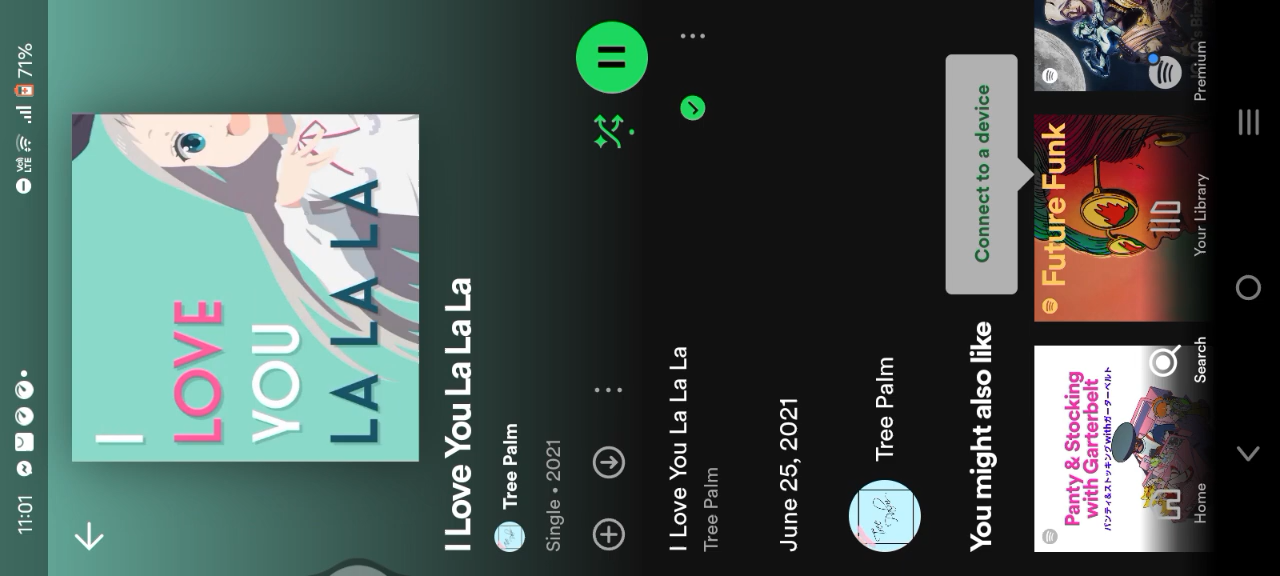 11:01
Voll LTE 71%
I
LOVE
YOU
LA LA LA LA
I Love You La La La
Tree Palm
Single • 2021
I Love You La La La
Tree Palm
June 25, 2021
Tree Palm
You might also like
Connect to a device
Panty & Stocking
with Garterbelt
パンティ&ストッキングwithガーターベルト
Future Funk
Home
Search
Your Library
Premium